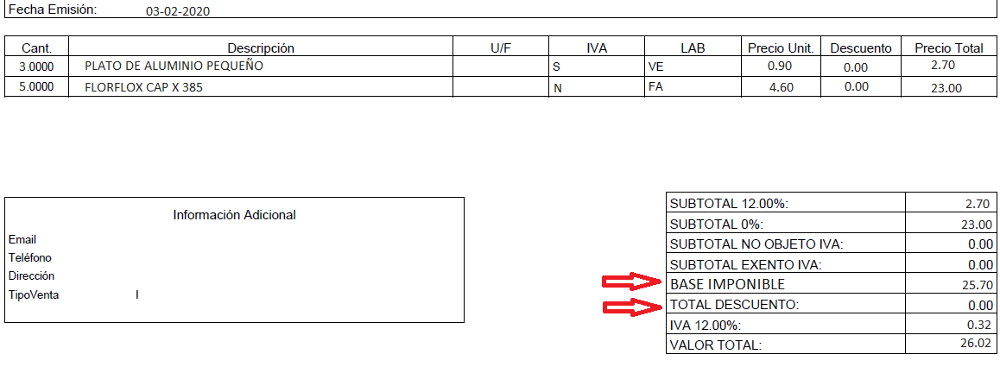 Fecha Emisión: 03-02-2020
Cant. Descripción U/F IVA LAB Precio Unit. Descuento Precio Total
3.0000 PLATO DE ALUMINIO PEQUEÑO S VE 0.90 0.00 2.70
5.0000 FLORFLOX CAP X 385 N FA 4.60 0.00 23.00
Información Adicional
Email
Teléfono
Dirección
TipoVenta I
SUBTOTAL 12.00%: 2.70
SUBTOTAL 0%: 23.00
SUBTOTAL NO OBJETO IVA: 0.00
SUBTOTAL EXENTO IVA: 0.00
BASE IMPONIBLE 25.70
TOTAL DESCUENTO: 0.00
IVA 12.00%: 0.32
VALOR TOTAL: 26.02